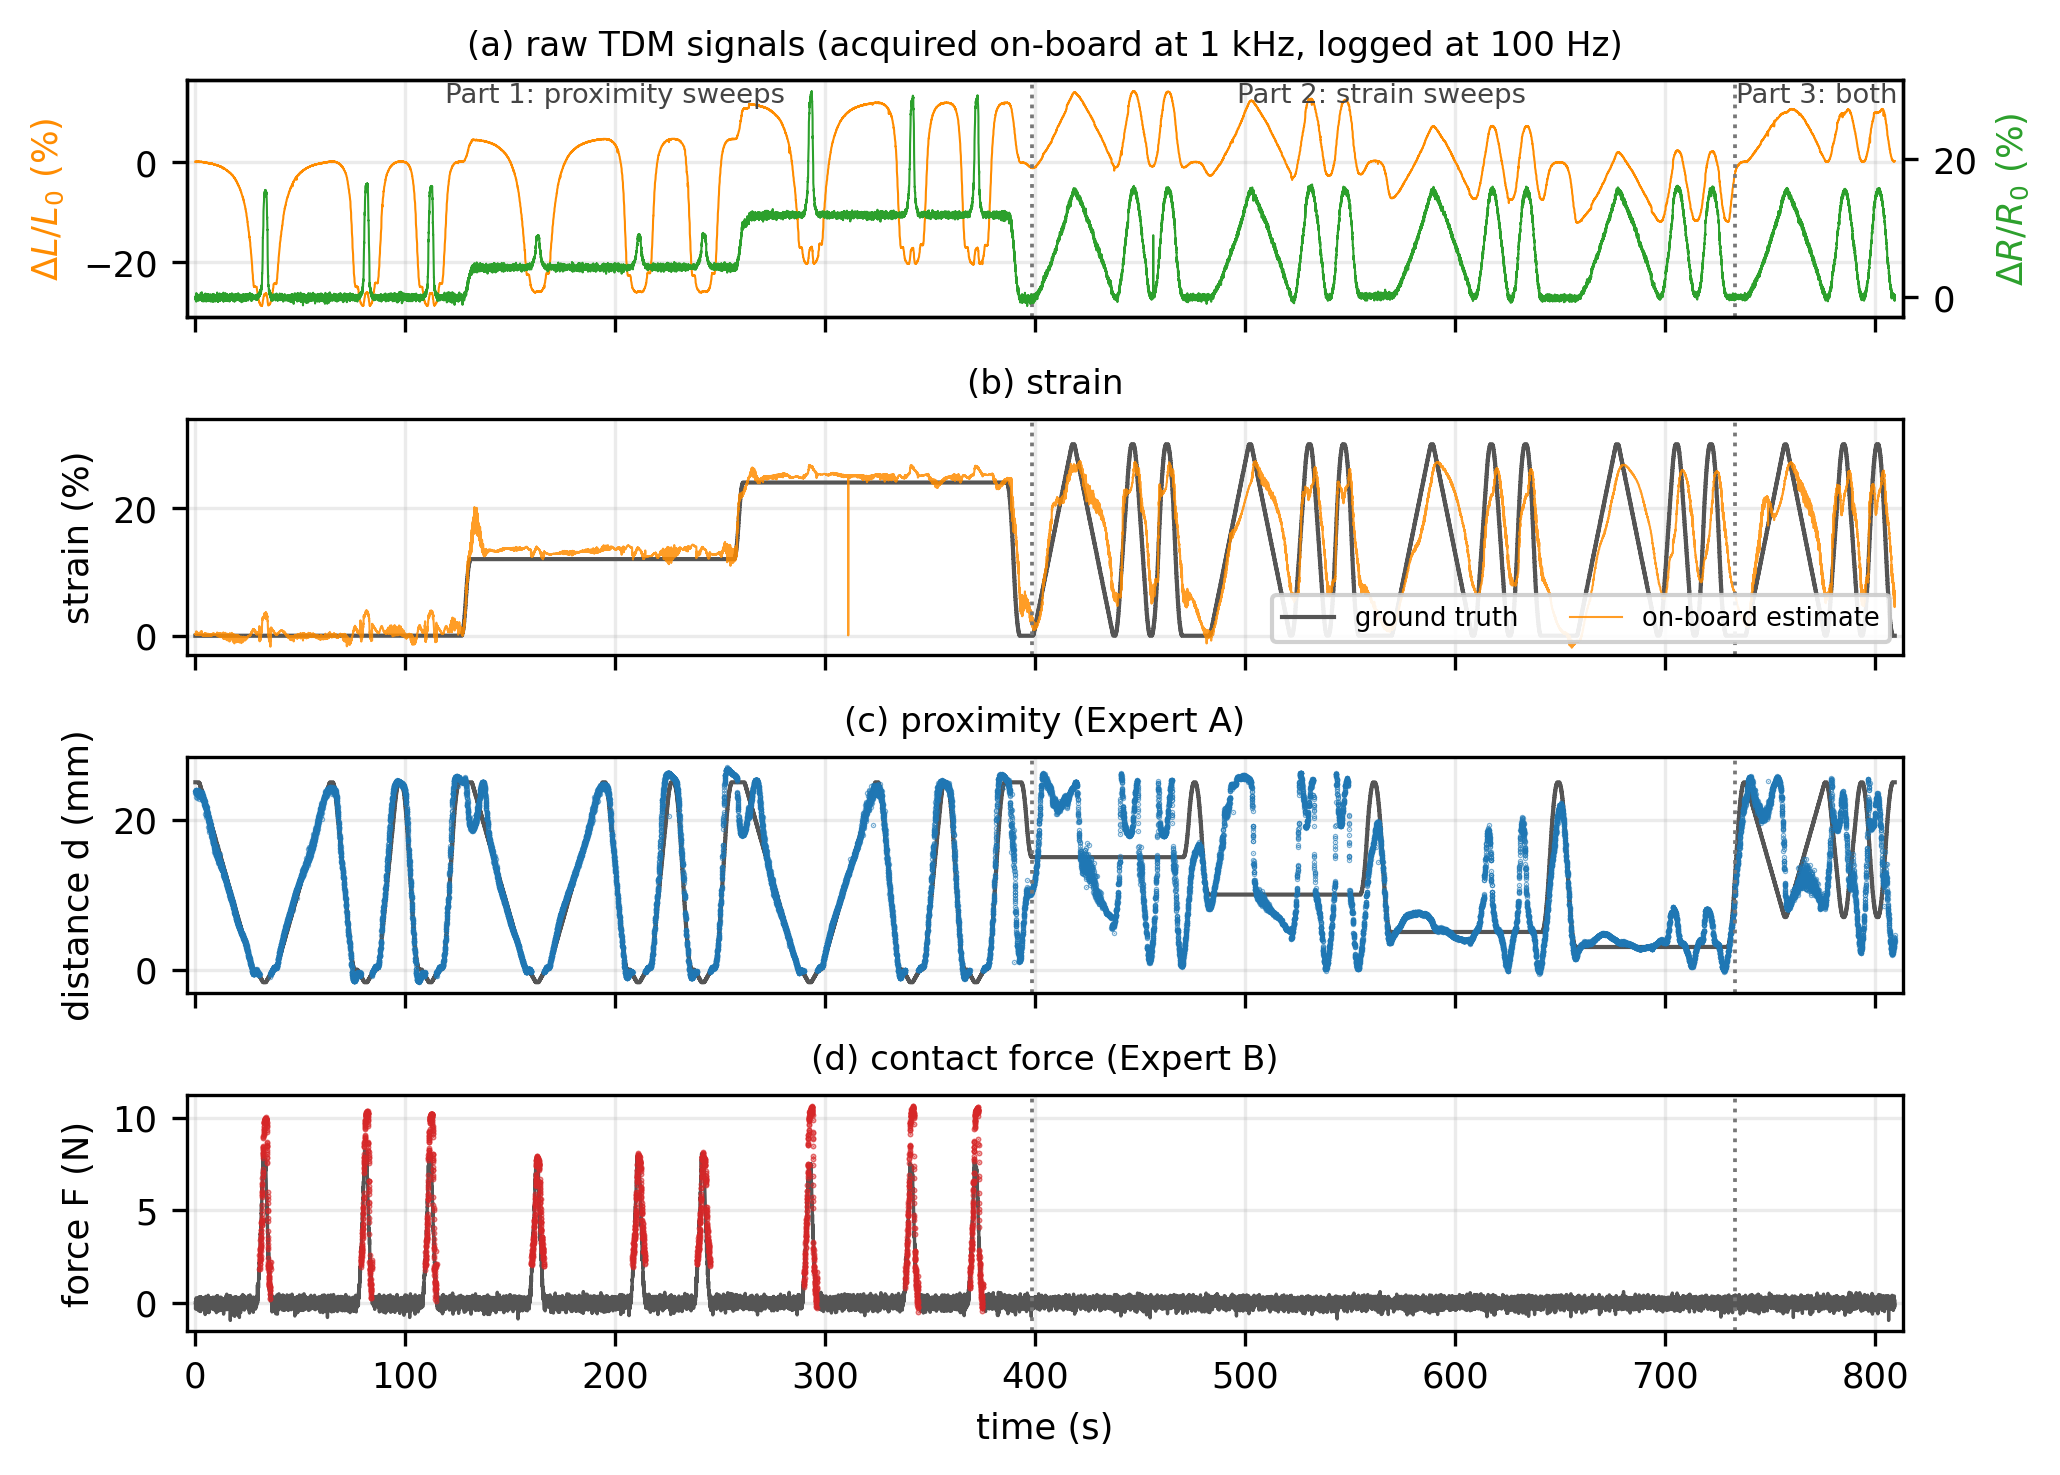 (a) raw TDM signals (acquired on-board at 1 kHz, logged at 100 Hz)
Part 1: proximity sweeps
Part 2: strain sweeps
Part 3: both
ΔL/L₀ (%)
0
−20
ΔR/R₀ (%)
20
0
(b) strain
strain (%)
20
0
ground truth
on-board estimate
(c) proximity (Expert A)
distance d (mm)
20
0
(d) contact force (Expert B)
force F (N)
10
5
0
0 100 200 300 400 500 600 700 800
time (s)